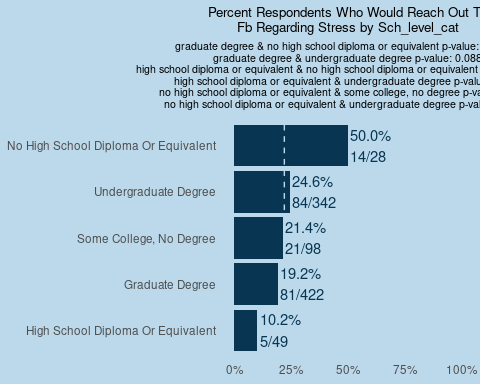 Percent Respondents Who Would Reach Out T
Fb Regarding Stress by Sch_level_cat
graduate degree & no high school diploma or equivalent p-value:
graduate degree & undergraduate degree p-value: 0.088
high school diploma or equivalent & no high school diploma or equivalent
high school diploma or equivalent & undergraduate degree p-valu
no high school diploma or equivalent & some college, no degree p-va
no high school diploma or equivalent & undergraduate degree p-val
No High School Diploma Or Equivalent
50.0%
14/28
Undergraduate Degree
24.6%
84/342
Some College, No Degree
21.4%
21/98
Graduate Degree
19.2%
81/422
High School Diploma Or Equivalent
10.2%
5/49
0% 25% 50% 75% 100%